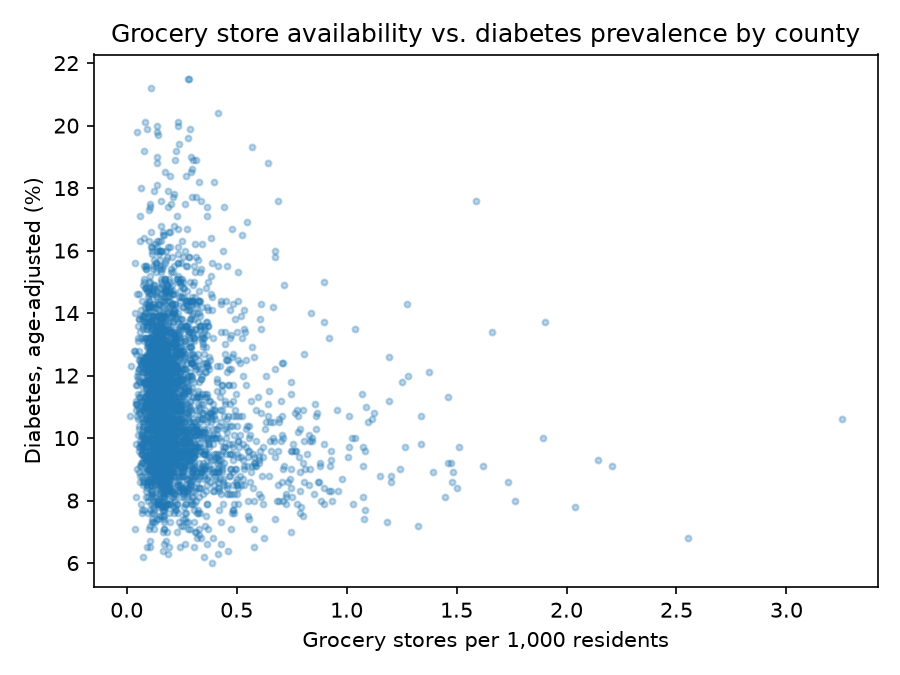 Grocery store availability vs. diabetes prevalence by county
22
20
18
16
14
12
10
8
6
Diabetes, age-adjusted (%)
0.0 0.5 1.0 1.5 2.0 2.5 3.0
Grocery stores per 1,000 residents